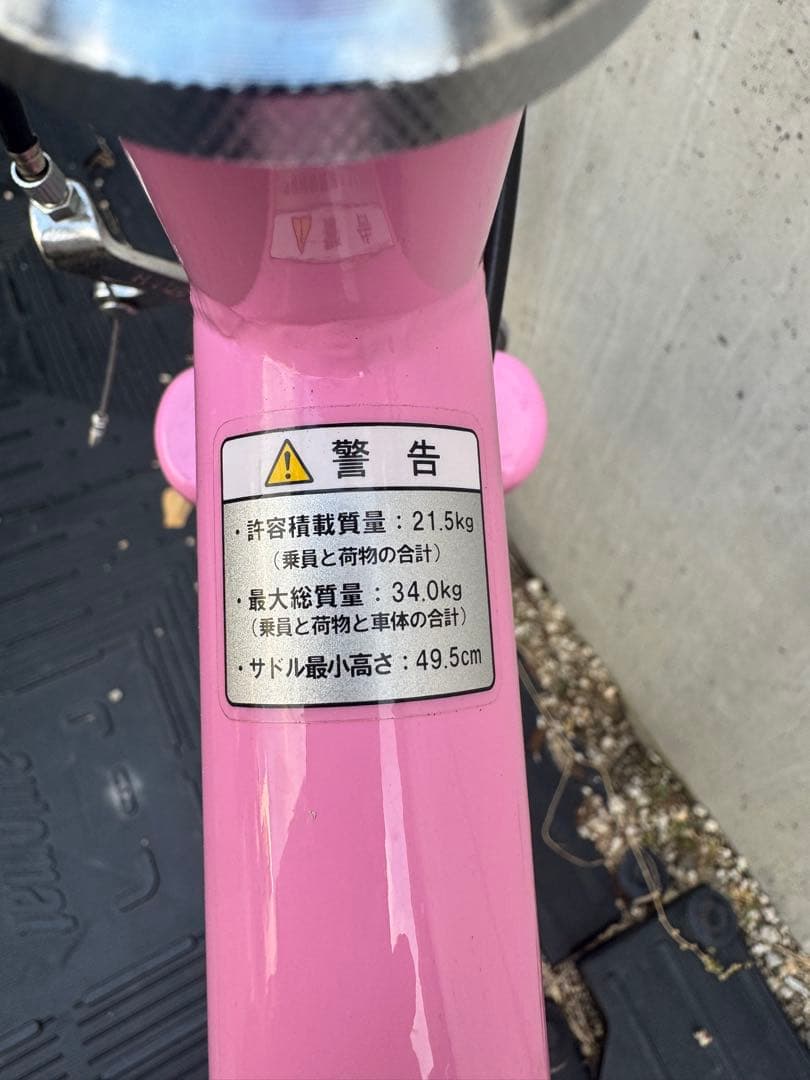 警 告
・許容積載質量：21.5kg
（乗員と荷物の合計）
・最大総質量：34.0kg
（乗員と荷物と車体の合計）
・サドル最小高さ：49.5cm